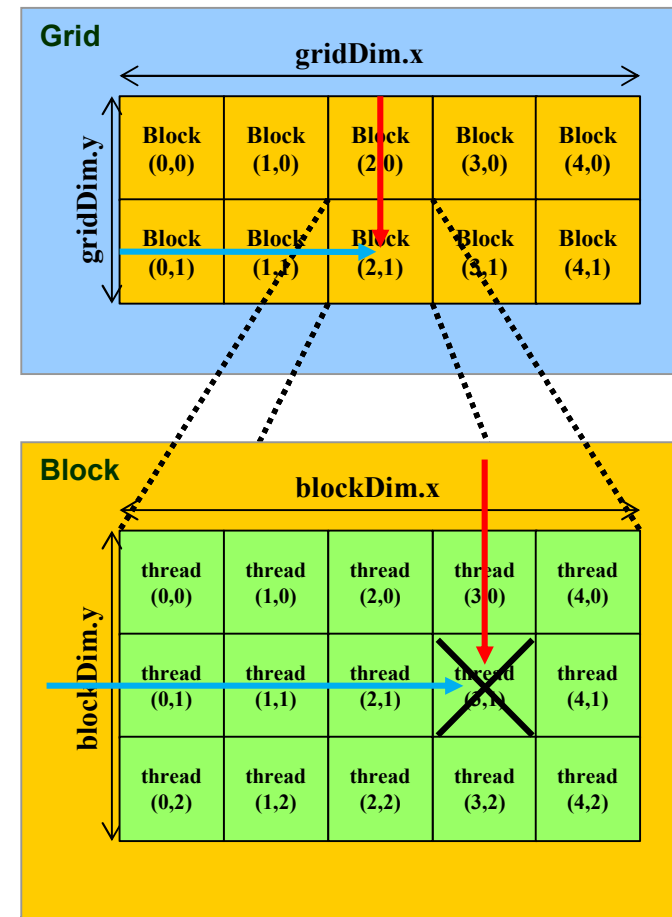 Grid
gridDim.x
gridDim.y
Block Block Block Block Block
(0,0) (1,0) (2,0) (3,0) (4,0)
Block Block Block Block Block
(0,1) (1,1) (2,1) (3,1) (4,1)
Block
blockDim.x
blockDim.y
thread thread thread thread thread
(0,0) (1,0) (2,0) (3,0) (4,0)
thread thread thread thread thread
(0,1) (1,1) (2,1) (3,1) (4,1)
thread thread thread thread thread
(0,2) (1,2) (2,2) (3,2) (4,2)